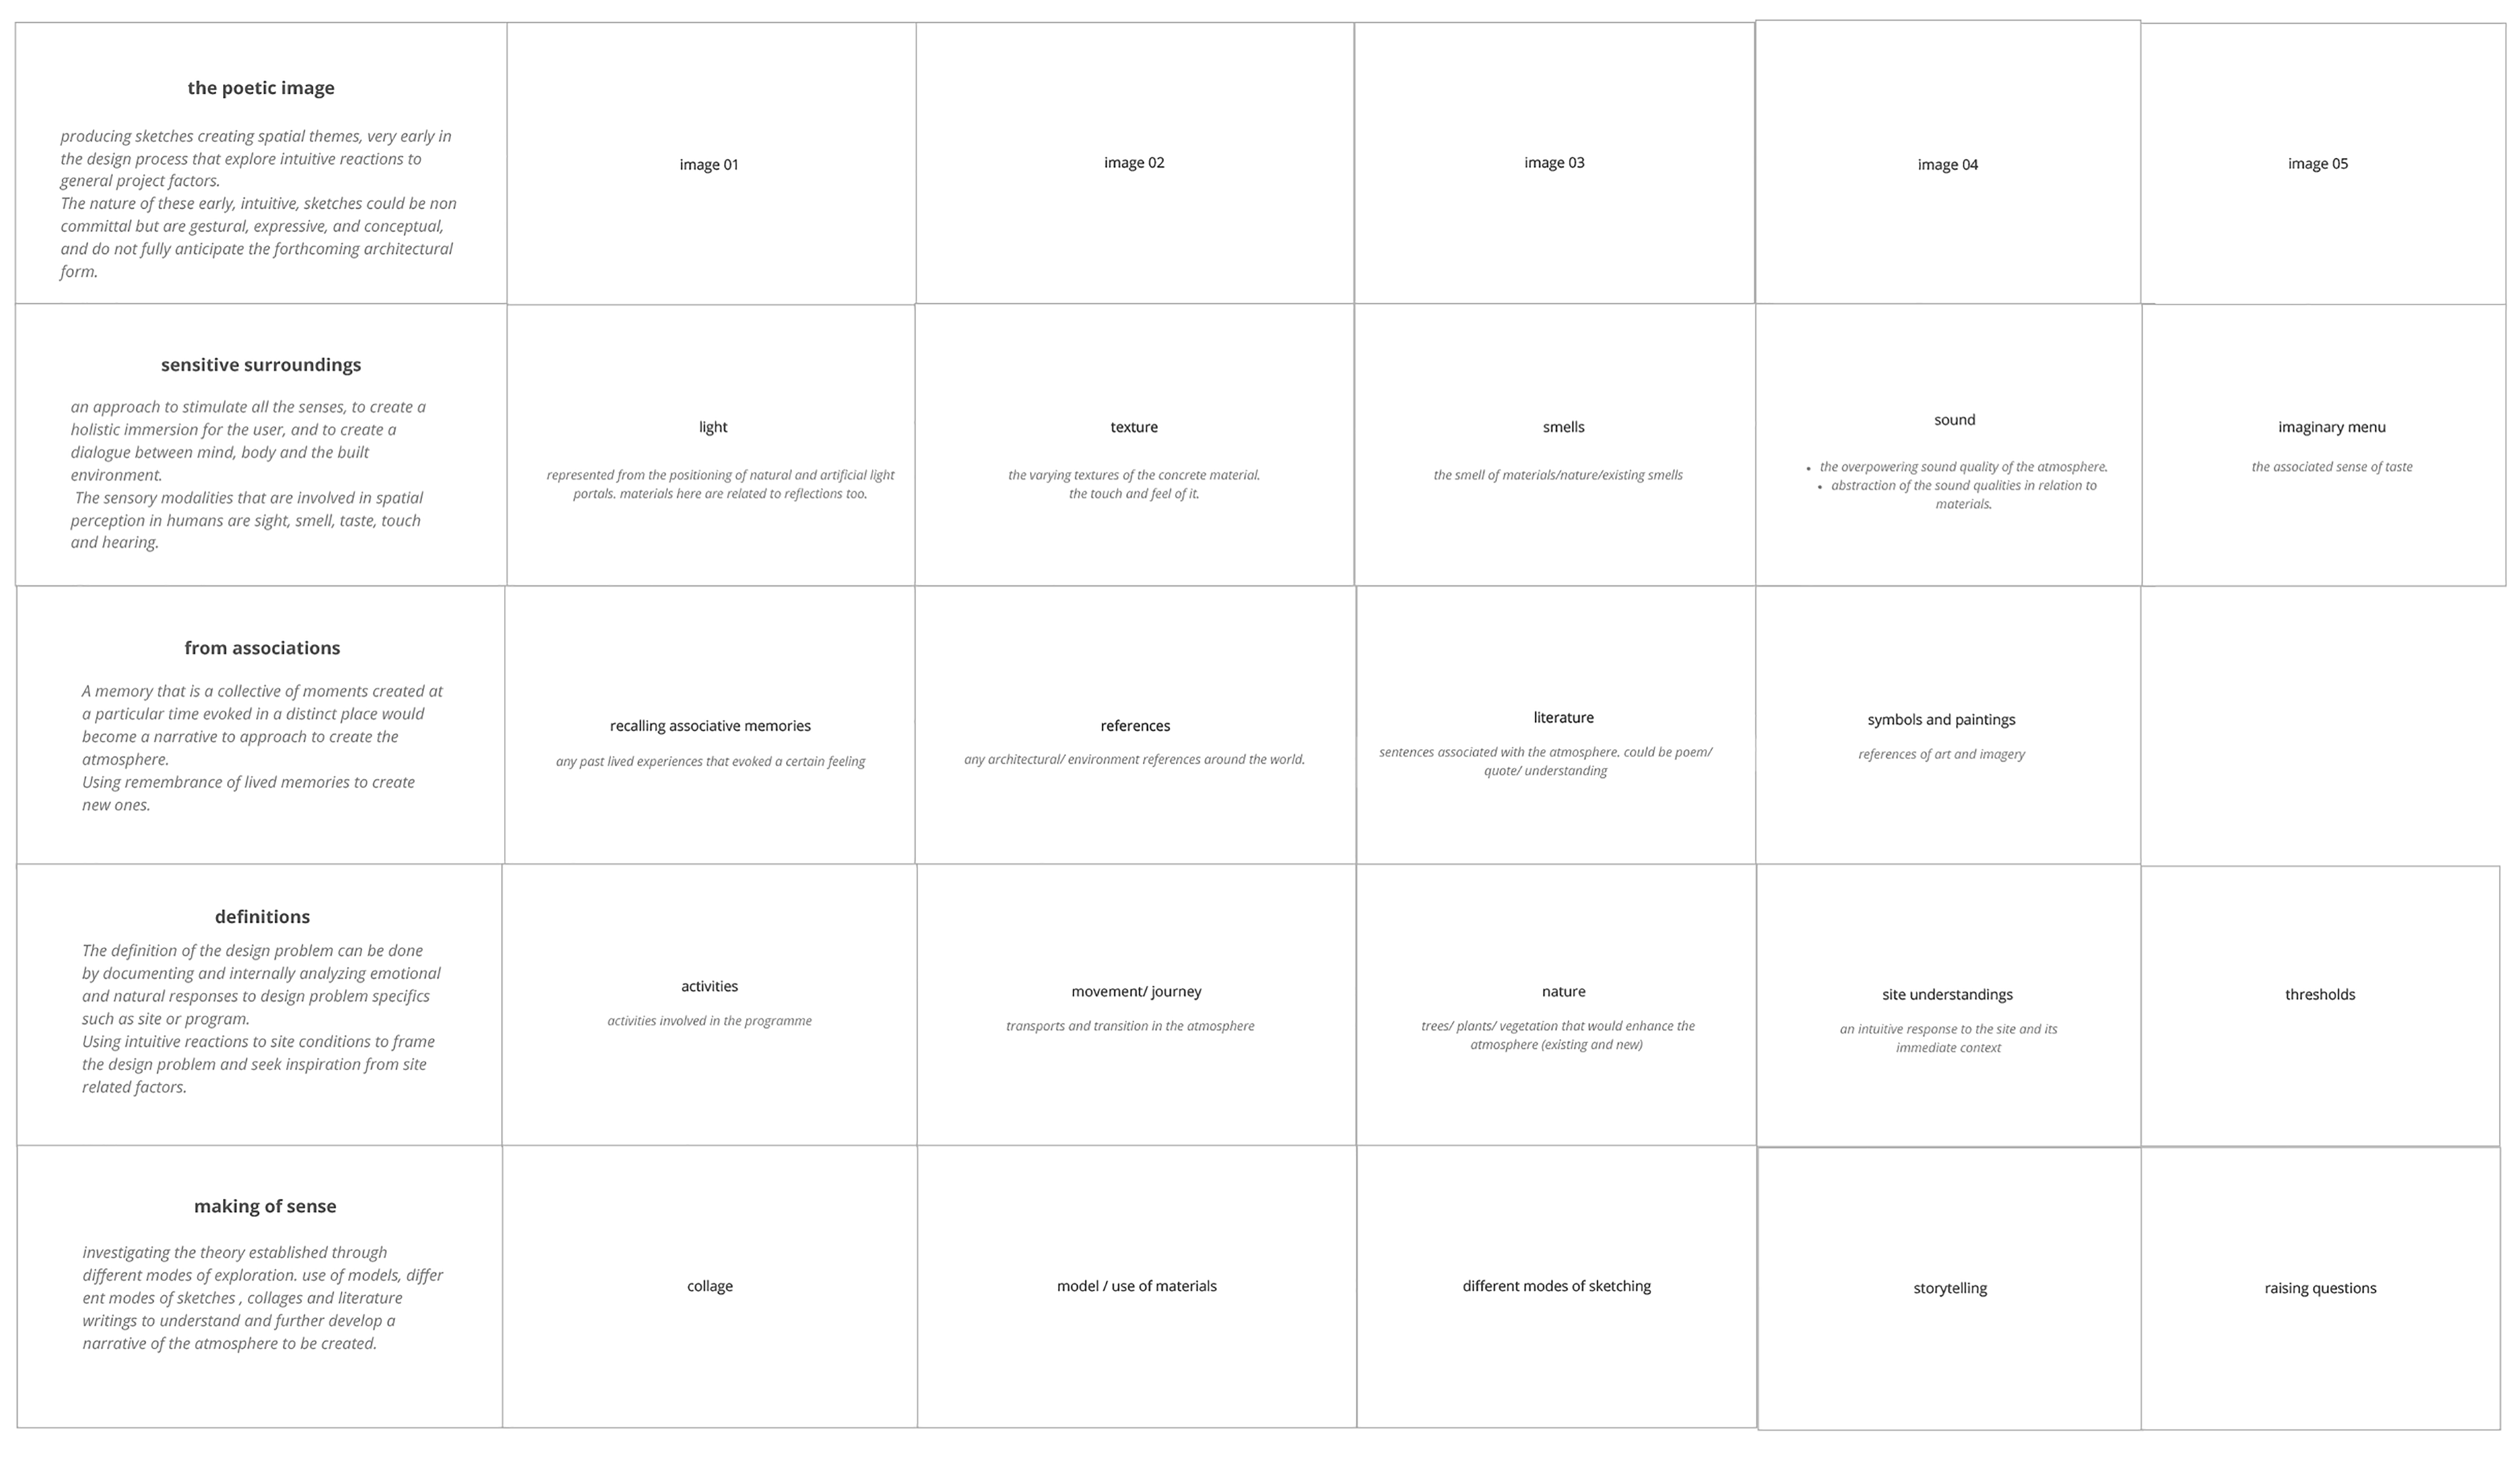 the poetic image
producing sketches creating spatial themes, very early in
the design process that explore intuitive reactions to
general project factors.
The nature of these early, intuitive, sketches could be non
committal but are gestural, expressive, and conceptual,
and do not fully anticipate the forthcoming architectural
form.
image 01
image 02
image 03
image 04
image 05
sensitive surroundings
an approach to stimulate all the senses, to create a
holistic immersion for the user, and to create a
dialogue between mind, body and the built
environment.
The sensory modalities that are involved in spatial
perception in humans are sight, smell, taste, touch
and hearing.
light
represented from the positioning of natural and artificial light
portals. materials here are related to reflections too.
texture
the varying textures of the concrete material.
the touch and feel of it.
smells
the smell of materials/nature/existing smells
sound
• the overpowering sound quality of the atmosphere.
• abstraction of the sound qualities in relation to
materials.
imaginary menu
the associated sense of taste
from associations
A memory that is a collective of moments created at
a particular time evoked in a distinct place would
become a narrative to approach to create the
atmosphere.
Using remembrance of lived memories to create
new ones.
recalling associative memories
any past lived experiences that evoked a certain feeling
references
any architectural/ environment references around the world.
literature
sentences associated with the atmosphere. could be poem/
quote/ understanding
symbols and paintings
references of art and imagery
definitions
The definition of the design problem can be done
by documenting and internally analyzing emotional
and natural responses to design problem specifics
such as site or program.
Using intuitive reactions to site conditions to frame
the design problem and seek inspiration from site
related factors.
activities
activities involved in the programme
movement/ journey
transports and transition in the atmosphere
nature
trees/ plants/ vegetation that would enhance the
atmosphere (existing and new)
site understandings
an intuitive response to the site and its
immediate context
thresholds
making of sense
investigating the theory established through
different modes of exploration. use of models, differ
ent modes of sketches , collages and literature
writings to understand and further develop a
narrative of the atmosphere to be created.
collage
model / use of materials
different modes of sketching
storytelling
raising questions